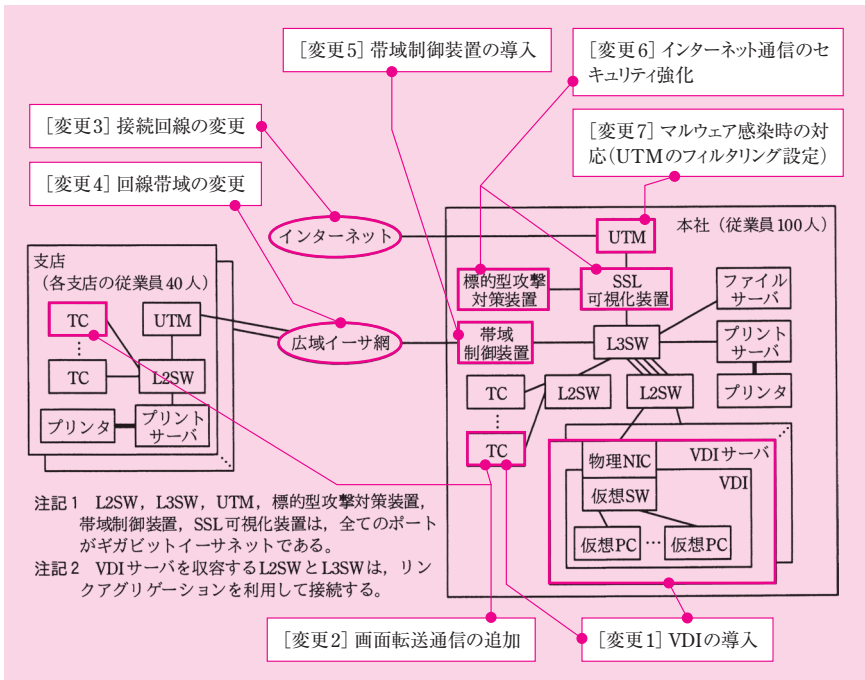 [変更5] 帯域制御装置の導入
[変更6] インターネット通信のセ
キュリティ強化
[変更3] 接続回線の変更
[変更7] マルウェア感染時の対
応(UTMのフィルタリング設定)
[変更4] 回線帯域の変更
本社(従業員100人)
インターネット
UTM
支店
(各支店の従業員40人)
標的型攻撃
対策装置
SSL
可視化装置
ファイル
サーバ
TC
UTM
広域イーサ網
帯域
制御装置
L3SW
プリント
サーバ
TC
L2SW
TC
L2SW
L2SW
プリンタ
プリンタ
プリント
サーバ
TC
物理NIC
VDIサーバ
VDI
仮想SW
仮想PC
…
仮想PC
注記1 L2SW,L3SW,UTM,標的型攻撃対策装置,
帯域制御装置,SSL可視化装置は,全てのポート
がギガビットイーサネットである。
注記2 VDIサーバを収容するL2SWとL3SWは,リン
クアグリゲーションを利用して接続する。
[変更2] 画面転送通信の追加
[変更1] VDIの導入